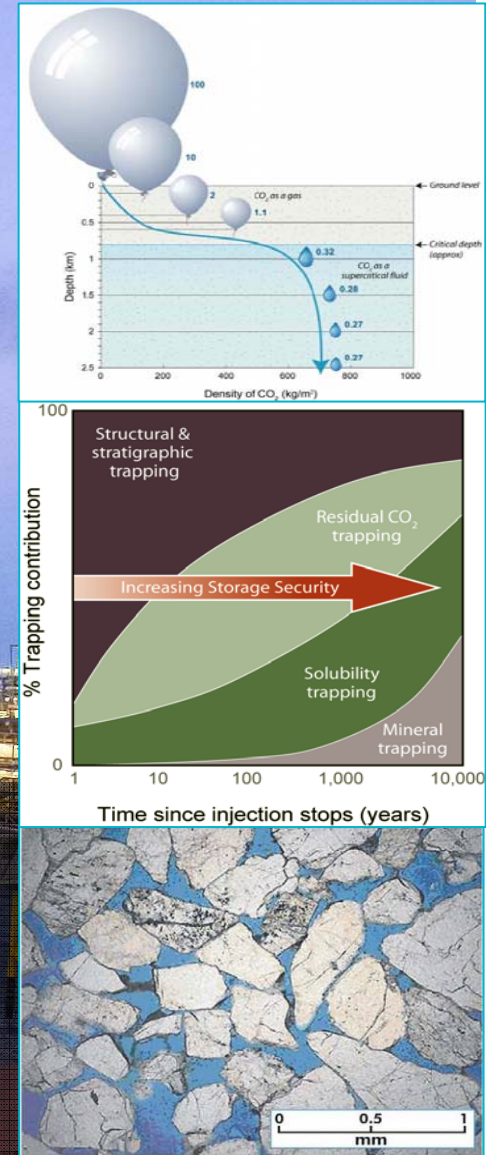 100
10
2
1.1
0
0.5
1
1.5
2
2.5
Depth (km)
CO₂ as a gas
Ground level
Critical depth
(approx)
0.32
CO₂ as a
supercritical fluid
0.28
0.27
0.27
0 200 400 600 800 1000
Density of CO₂ (kg/m³)
100
% Trapping contribution
0
Structural &
stratigraphic
trapping
Residual CO₂
trapping
Increasing Storage Security
Solubility
trapping
Mineral
trapping
1 10 100 1,000 10,000
Time since injection stops (years)
0 0.5 1
mm